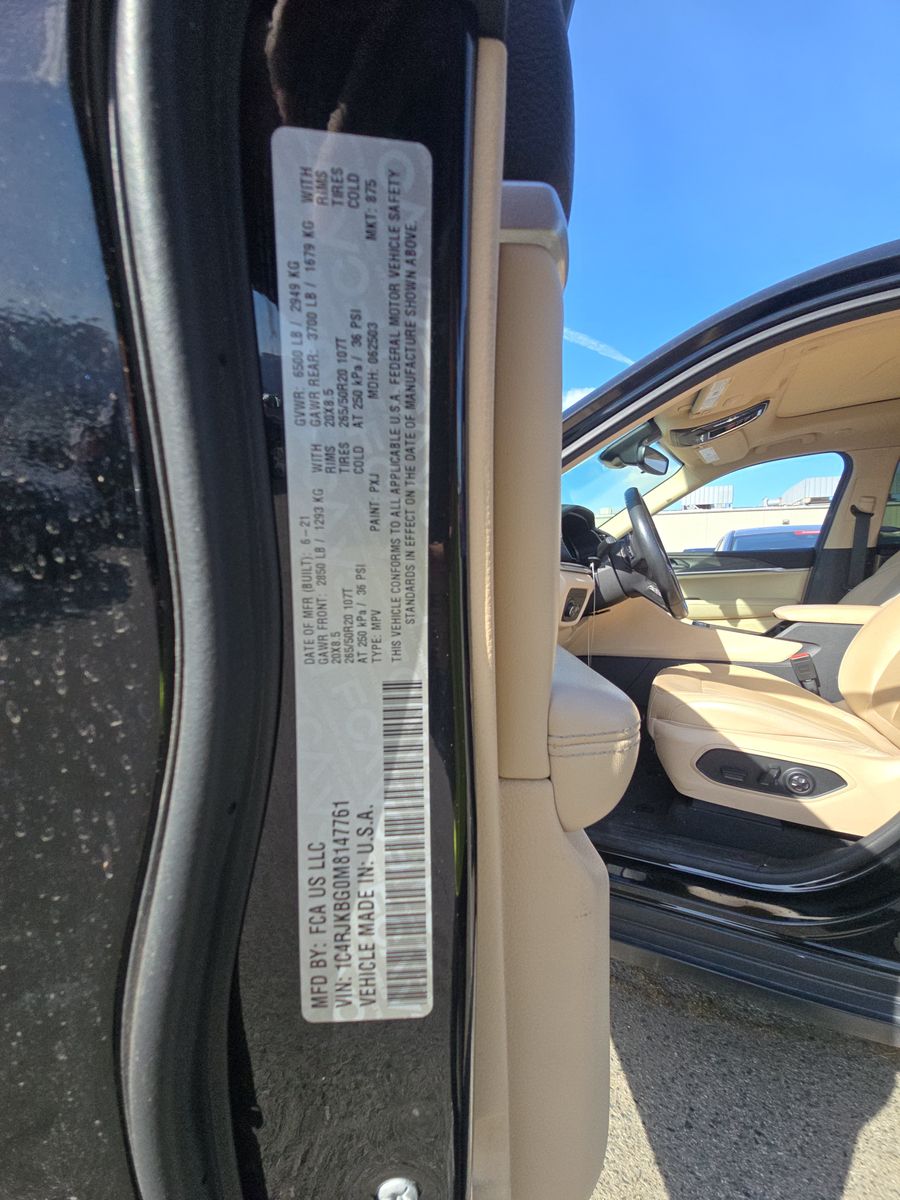 MFD BY: FCA US LLC
VIN: 1C4RJKBG0M8147761
VEHICLE MADE IN: U.S.A.
DATE OF MFR (BUILT): 6-21 GVWR: 6500 LB / 2949 KG
GAWR FRONT: 2850 LB / 1293 KG WITH GAWR REAR: 3700 LB / 1679 KG WITH
20X8.5 RIMS 20X8.5 RIMS
265/50R20 107T TIRES 265/50R20 107T TIRES
AT 250 kPa / 36 PSI COLD AT 250 kPa / 36 PSI COLD
TYPE: MPV PAINT: PXJ MDH: 062503 MKT: 875
THIS VEHICLE CONFORMS TO ALL APPLICABLE U.S.A. FEDERAL MOTOR VEHICLE SAFETY
STANDARDS IN EFFECT ON THE DATE OF MANUFACTURE SHOWN ABOVE.